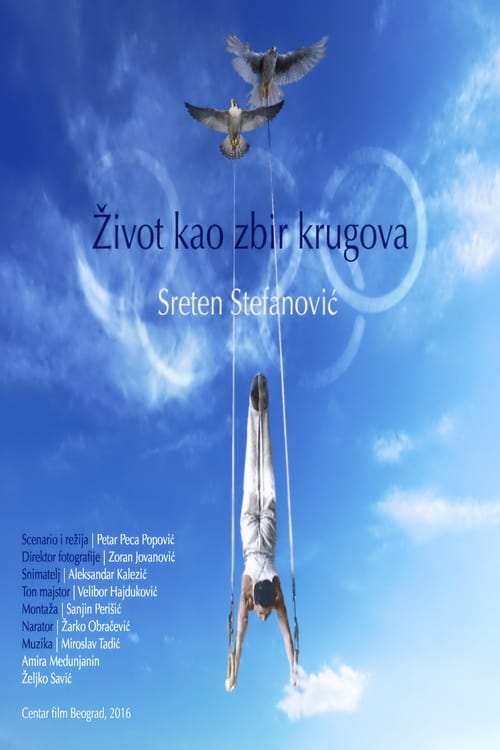 Život kao zbir krugova
Sreten Stefanović
Scenario i režija | Petar Peca Popović
Direktor fotografije | Zoran Jovanović
Snimatelj | Aleksandar Kalezić
Ton majstor | Velibor Hajduković
Montaža | Sanjin Perišić
Narator | Žarko Obračević
Muzika | Miroslav Tadić
Amira Medunjanin
Željko Savić
Centar film Beograd, 2016